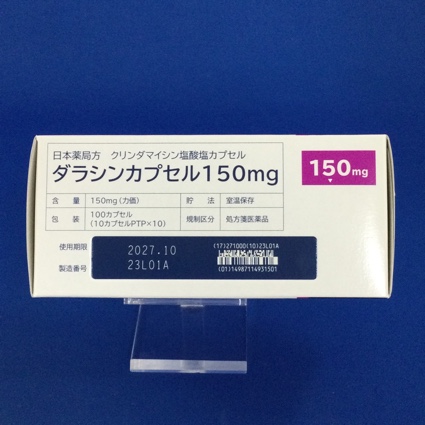 日本薬局方 クリンダマイシン塩酸塩カプセル
ダラシンカプセル150mg
150mg
含 量 150mg(力価) 貯 法 室温保存
包 装 100カプセル (10カプセルPTP×10) 規制区分 処方箋医薬品
使用期限 2027.10
製造番号 23L01A
(17)271000(10)23L01A
(01)14987114931501